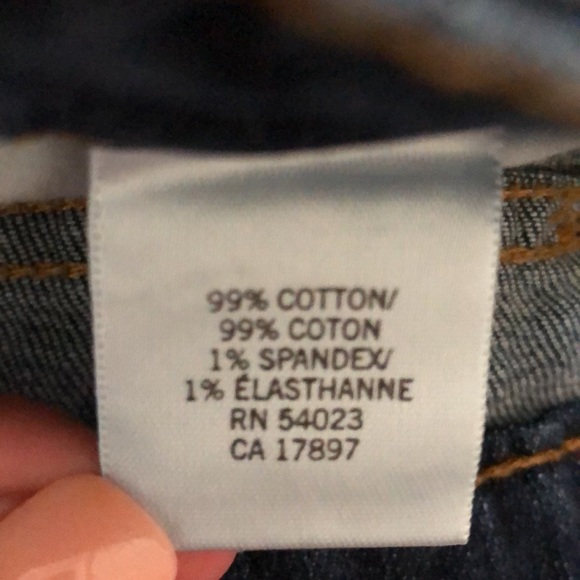 99% COTTON/
99% COTON
1% SPANDEX/
1% ÉLASTHANNE
RN 54023
CA 17897